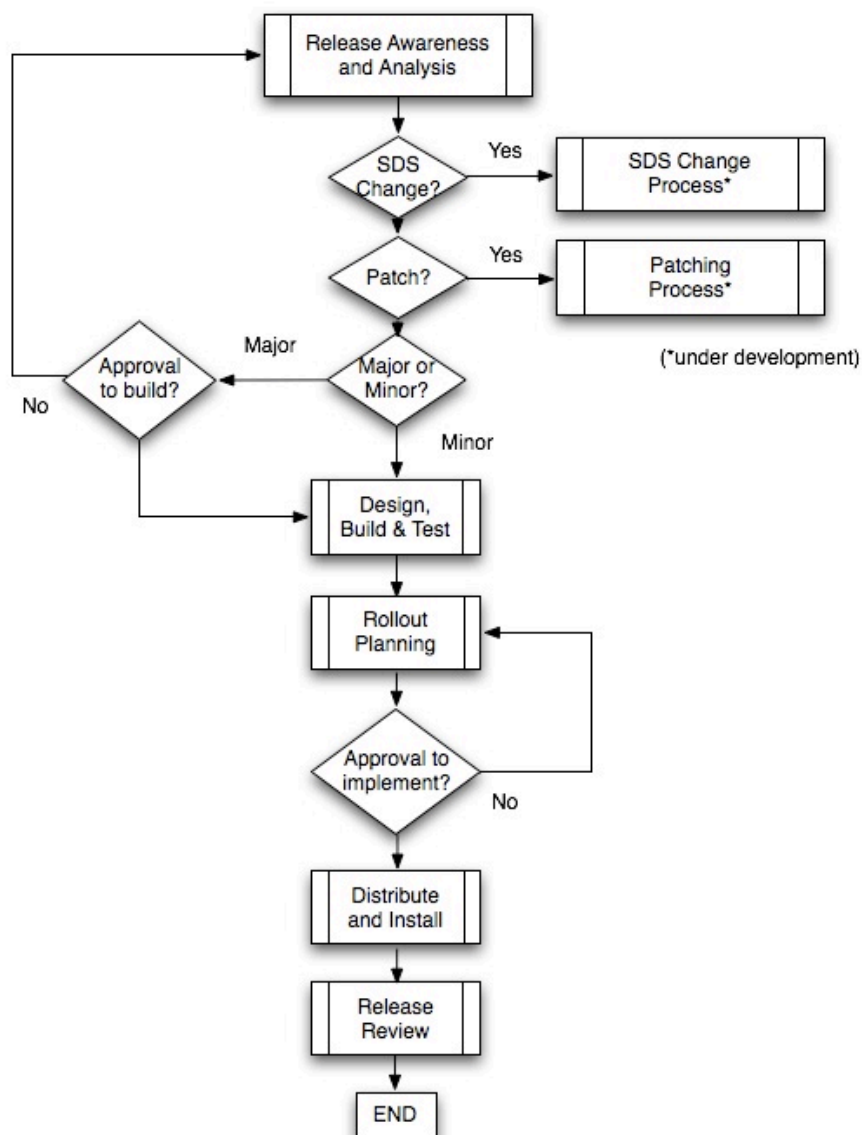 Release Awareness
and Analysis
SDS
Change?
Yes
SDS Change
Process*
Patch?
Yes
Patching
Process*
(*under development)
Major or
Minor?
Major
Approval
to build?
No
Minor
Design,
Build & Test
Rollout
Planning
Approval to
implement?
No
Distribute
and Install
Release
Review
END